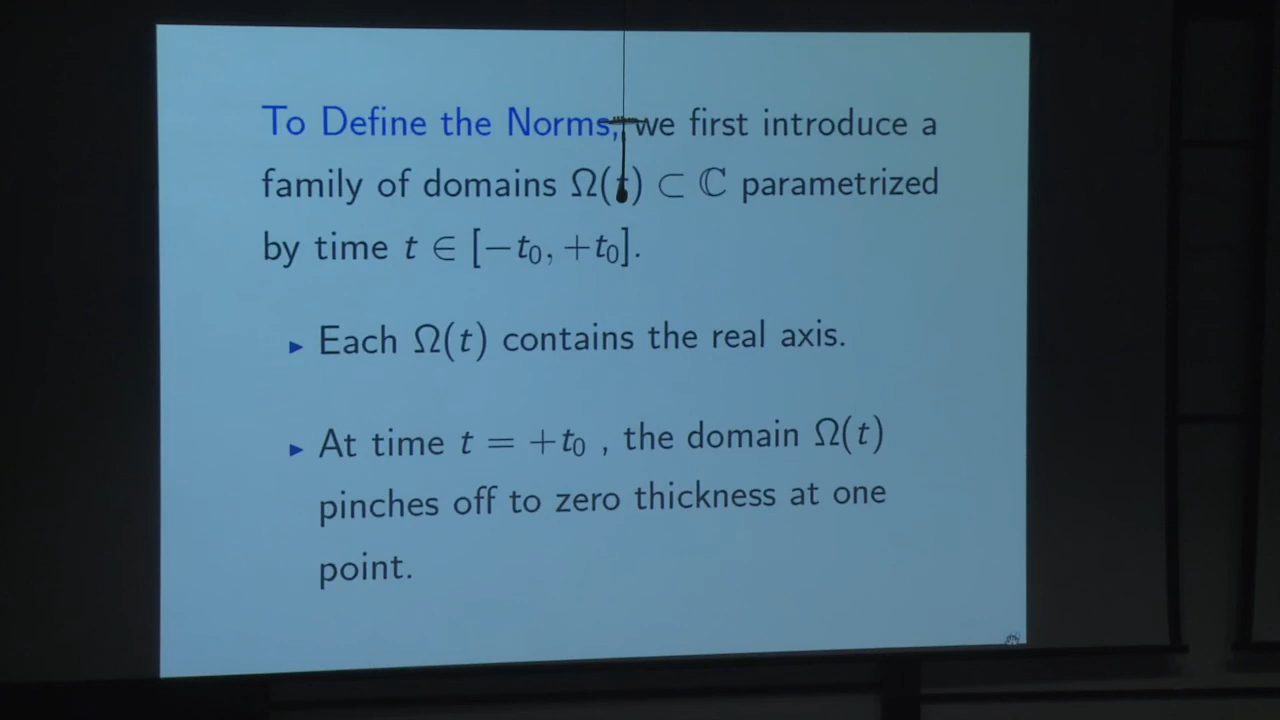 To Define the Norms, we first introduce a
family of domains Ω(t) ⊂ ℂ parametrized
by time t ∈ [−t₀, +t₀].
▸ Each Ω(t) contains the real axis.
▸ At time t = +t₀ , the domain Ω(t)
pinches off to zero thickness at one
point.